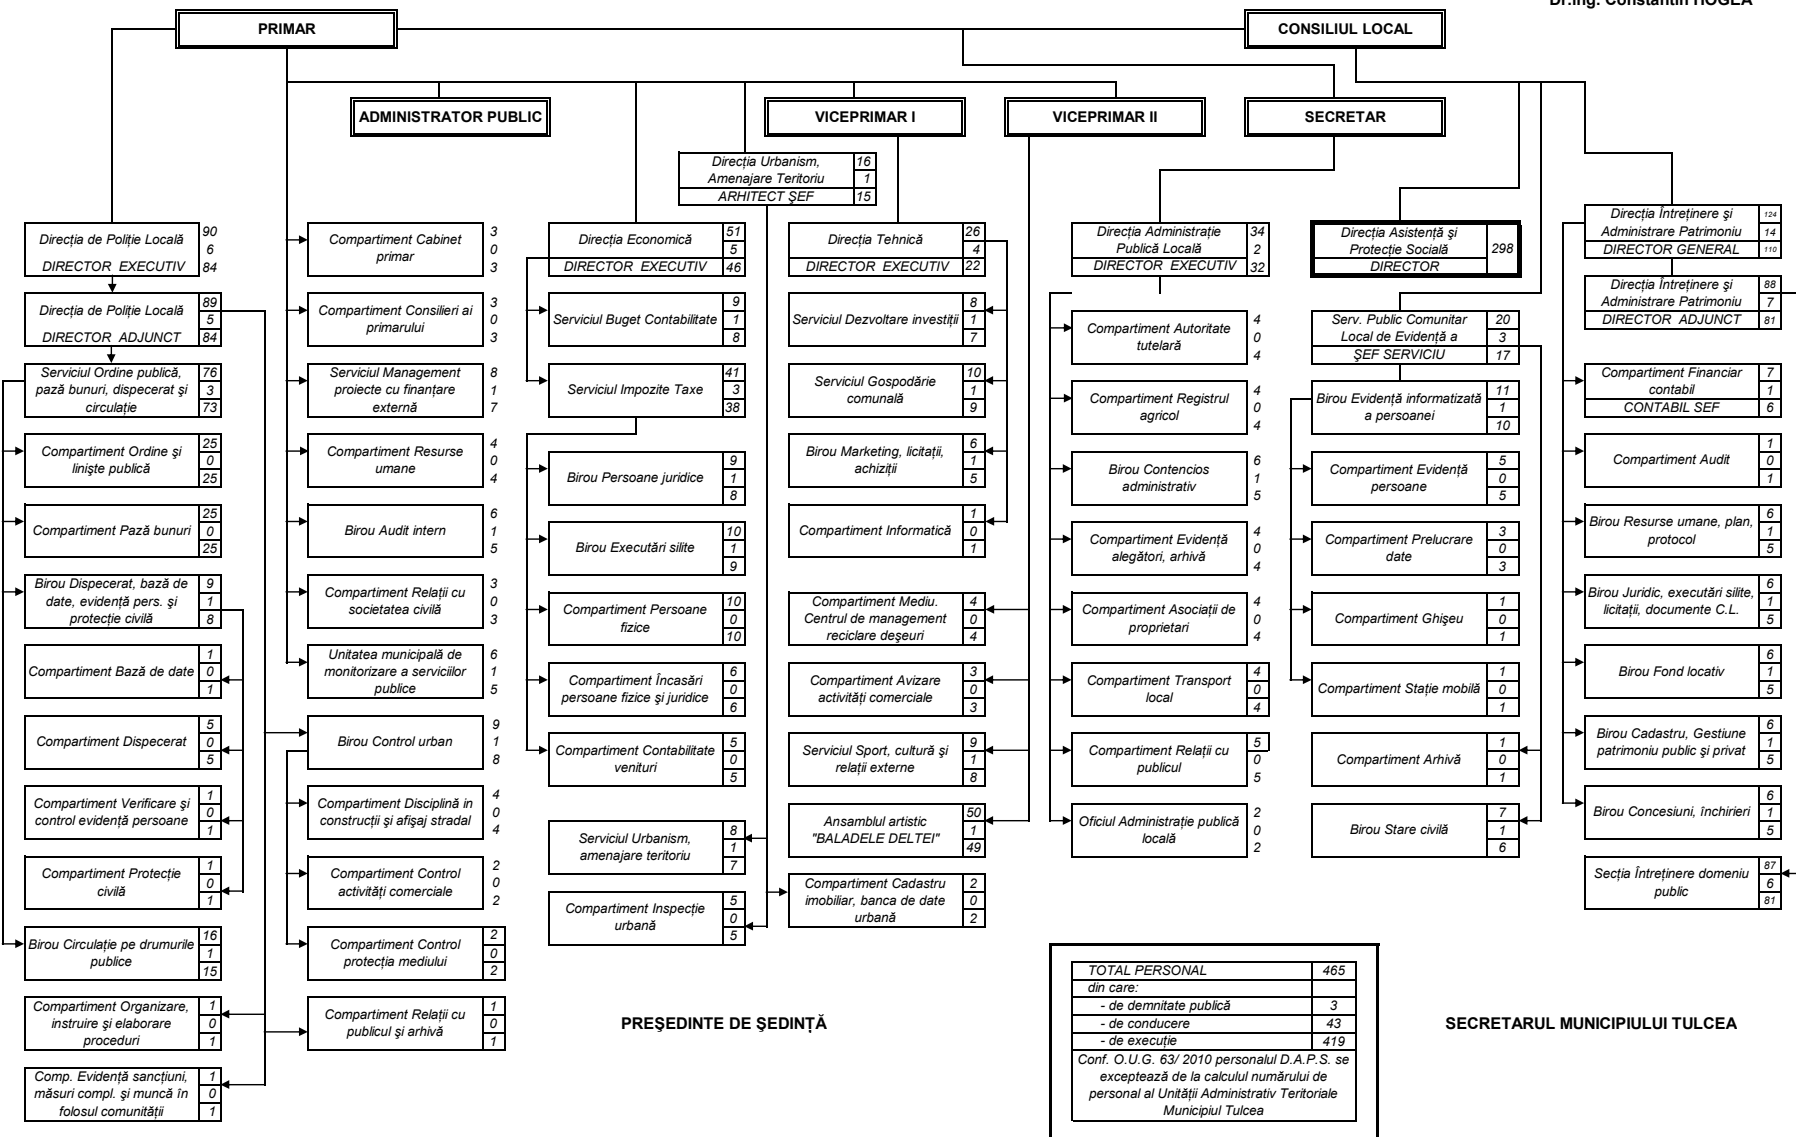 Dr.ing. Constantin HOGEA
PRIMAR
CONSILIUL LOCAL
ADMINISTRATOR PUBLIC
VICEPRIMAR I
VICEPRIMAR II
SECRETAR
Direcția Urbanism,
Amenajare Teritoriu
ARHITECT ŞEF
16
1
15
Direcția de Poliție Locală
DIRECTOR EXECUTIV
90
6
84
Direcția de Poliție Locală
DIRECTOR ADJUNCT
89
5
84
Serviciul Ordine publică,
pază bunuri, dispecerat şi
circulație
76
3
73
Compartiment Ordine şi
linişte publică
25
0
25
Compartiment Pază bunuri
25
0
25
Birou Dispecerat, bază de
date, evidență pers. şi
protecție civilă
9
1
8
Compartiment Bază de date
1
0
1
Compartiment Dispecerat
5
0
5
Compartiment Verificare şi
control evidență persoane
1
0
1
Compartiment Protecție
civilă
1
0
1
Birou Circulație pe drumurile
publice
16
1
15
Compartiment Organizare,
instruire şi elaborare
proceduri
1
0
1
Comp. Evidență sancțiuni,
măsuri compl. şi muncă în
folosul comunității
1
0
1
Compartiment Cabinet
primar
3
0
3
Compartiment Consilieri ai
primarului
3
0
3
Serviciul Management
proiecte cu finanțare
externă
8
1
7
Compartiment Resurse
umane
4
0
4
Birou Audit intern
6
1
5
Compartiment Relații cu
societatea civilă
3
0
3
Unitatea municipală de
monitorizare a serviciilor
publice
6
1
5
Birou Control urban
9
1
8
Compartiment Disciplină in
construcții şi afişaj stradal
4
0
4
Compartiment Control
activități comerciale
2
0
2
Compartiment Control
protecția mediului
2
0
2
Compartiment Relații cu
publicul şi arhivă
1
0
1
Direcția Economică
DIRECTOR EXECUTIV
51
5
46
Serviciul Buget Contabilitate
9
1
8
Serviciul Impozite Taxe
41
3
38
Birou Persoane juridice
9
1
8
Birou Executări silite
10
1
9
Compartiment Persoane
fizice
10
0
10
Compartiment Încasări
persoane fizice şi juridice
6
0
6
Compartiment Contabilitate
venituri
5
0
5
Serviciul Urbanism,
amenajare teritoriu
8
1
7
Compartiment Inspecție
urbană
5
0
5
Direcția Tehnică
DIRECTOR EXECUTIV
26
4
22
Serviciul Dezvoltare investiții
8
1
7
Serviciul Gospodărie
comunală
10
1
9
Birou Marketing, licitații,
achiziții
6
1
5
Compartiment Informatică
1
0
1
Compartiment Mediu.
Centrul de management
reciclare deşeuri
4
0
4
Compartiment Avizare
activități comerciale
3
0
3
Serviciul Sport, cultură şi
relații externe
9
1
8
Ansamblul artistic
"BALADELE DELTEI"
50
1
49
Compartiment Cadastru
imobiliar, banca de date
urbană
2
0
2
Direcția Administrație
Publică Locală
DIRECTOR EXECUTIV
34
2
32
Compartiment Autoritate
tutelară
4
0
4
Compartiment Registrul
agricol
4
0
4
Birou Contencios
administrativ
6
1
5
Compartiment Evidență
alegători, arhivă
4
0
4
Compartiment Asociații de
proprietari
4
0
4
Compartiment Transport
local
4
0
4
Compartiment Relații cu
publicul
5
0
5
Oficiul Administrație publică
locală
2
0
2
Direcția Asistență şi
Protecție Socială
DIRECTOR
298
Serv. Public Comunitar
Local de Evidență a
ŞEF SERVICIU
20
3
17
Birou Evidență informatizată
a persoanei
11
1
10
Compartiment Evidență
persoane
5
0
5
Compartiment Prelucrare
date
3
0
3
Compartiment Ghişeu
1
0
1
Compartiment Stație mobilă
1
0
1
Compartiment Arhivă
1
0
1
Birou Stare civilă
7
1
6
Direcția Întreținere şi
Administrare Patrimoniu
DIRECTOR GENERAL
124
14
110
Direcția de Întreținere şi
Administrare Patrimoniu
DIRECTOR ADJUNCT
88
7
81
Compartiment Financiar
contabil
CONTABIL SEF
7
1
6
Compartiment Audit
1
0
1
Birou Resurse umane, plan,
protocol
6
1
5
Birou Juridic, executări silite,
licitații, documente C.L.
6
1
5
Birou Fond locativ
6
1
5
Birou Cadastru, Gestiune
patrimoniu public şi privat
6
1
5
Birou Concesiuni, închirieri
6
1
5
Secția Întreținere domeniu
public
87
6
81
PREŞEDINTE DE ŞEDINȚĂ
TOTAL PERSONAL 465
din care:
- de demnitate publică 3
- de conducere 43
- de execuție 419
Conf. O.U.G. 63/ 2010 personalul D.A.P.S. se
exceptează de la calculul numărului de
personal al Unității Administrativ Teritoriale
Municipiul Tulcea
SECRETARUL MUNICIPIULUI TULCEA